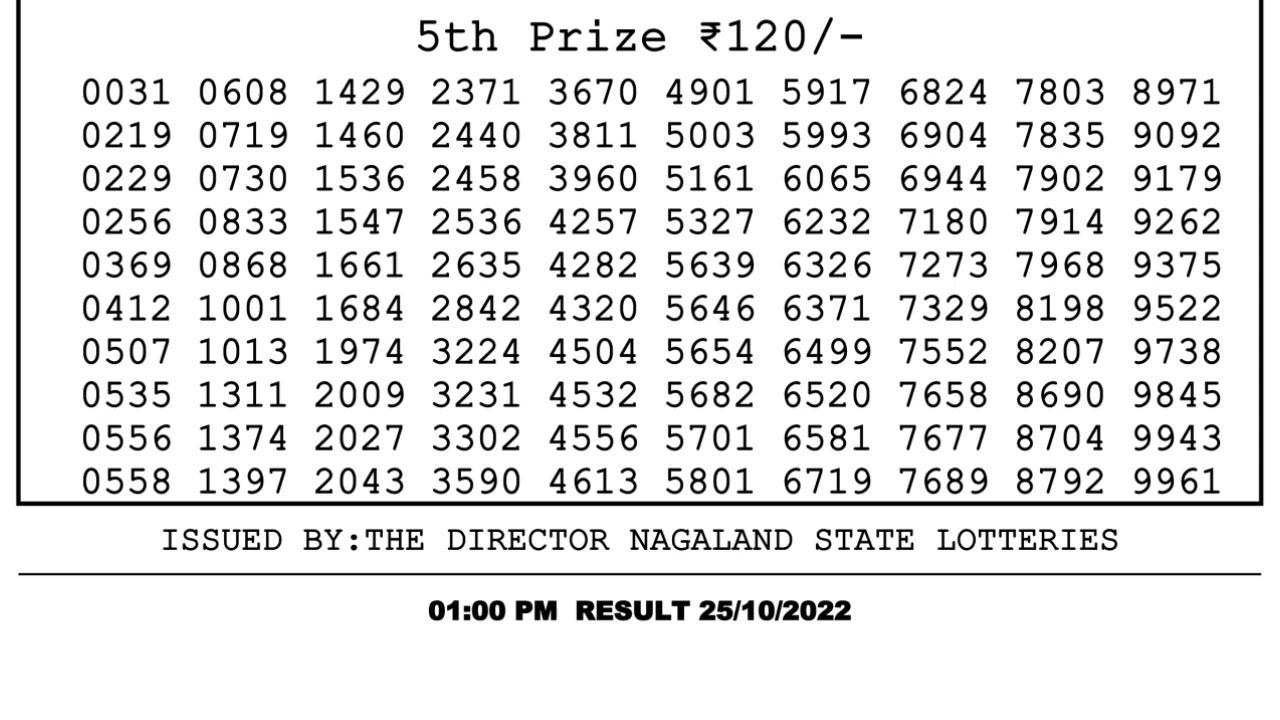 5th Prize ₹120/-
0031 0608 1429 2371 3670 4901 5917 6824 7803 8971
0219 0719 1460 2440 3811 5003 5993 6904 7835 9092
0229 0730 1536 2458 3960 5161 6065 6944 7902 9179
0256 0833 1547 2536 4257 5327 6232 7180 7914 9262
0369 0868 1661 2635 4282 5639 6326 7273 7968 9375
0412 1001 1684 2842 4320 5646 6371 7329 8198 9522
0507 1013 1974 3224 4504 5654 6499 7552 8207 9738
0535 1311 2009 3231 4532 5682 6520 7658 8690 9845
0556 1374 2027 3302 4556 5701 6581 7677 8704 9943
0558 1397 2043 3590 4613 5801 6719 7689 8792 9961
ISSUED BY:THE DIRECTOR NAGALAND STATE LOTTERIES
01:00 PM RESULT 25/10/2022